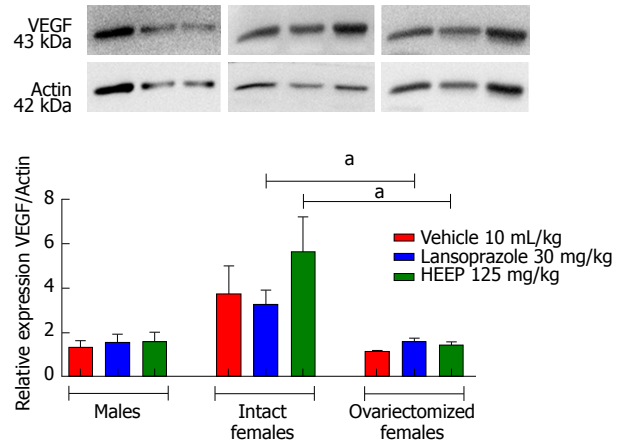 VEGF
43 kDa
Actin
42 kDa
a
a
8
6
4
2
0
Relative expression VEGF/Actin
Vehicle 10 mL/kg
Lansoprazole 30 mg/kg
HEEP 125 mg/kg
Males
Intact
females
Ovariectomized
females